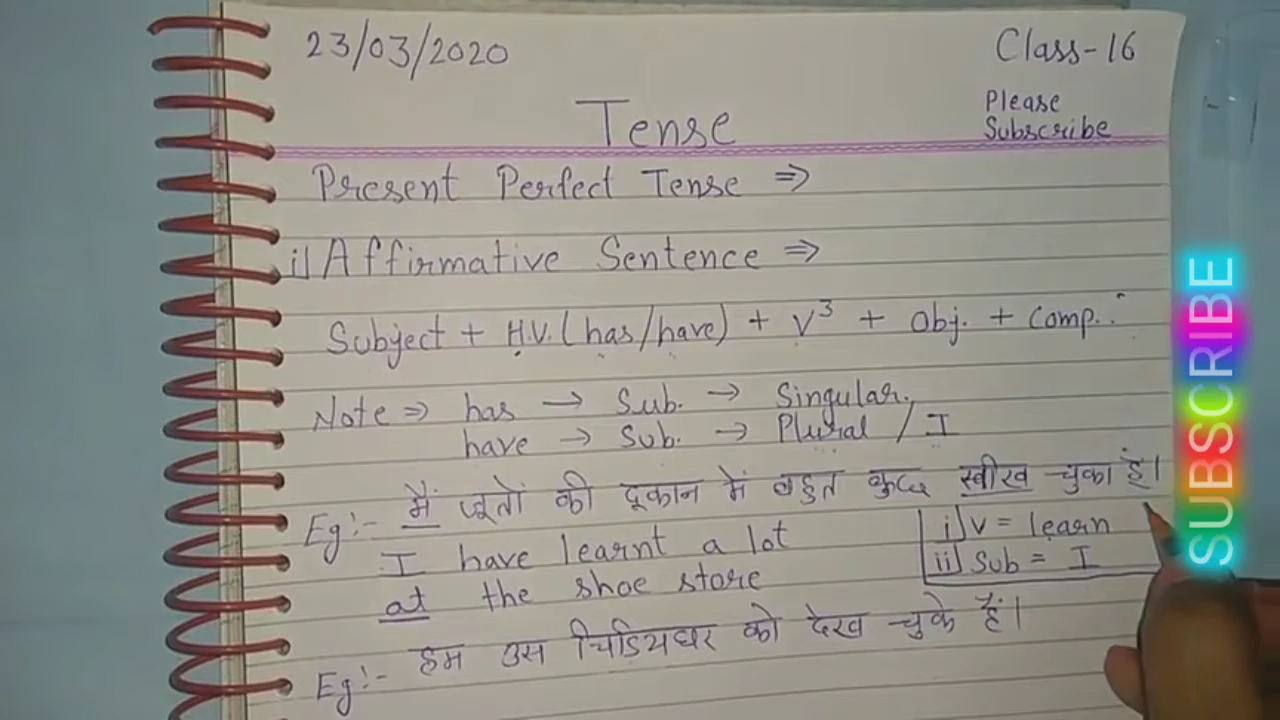 23/03/2020
Class-16
Please
Subscribe
Tense
Present Perfect Tense ⇒
i] Affirmative Sentence ⇒
Subject + H.V. (has/have) + V³ + Obj. + Comp..
Note ⇒ has → Sub. → Singular.
have → Sub. → Plural / I
Eg:- मैं जूतों की दूकान में बहुत कुछ सीख चुका हूँ।
I have learnt a lot
i] V = learn
at the shoe store
ii] Sub = I
Eg:- हम उस चिडियघर को देख चुके हैं।
SUBSCRIBE